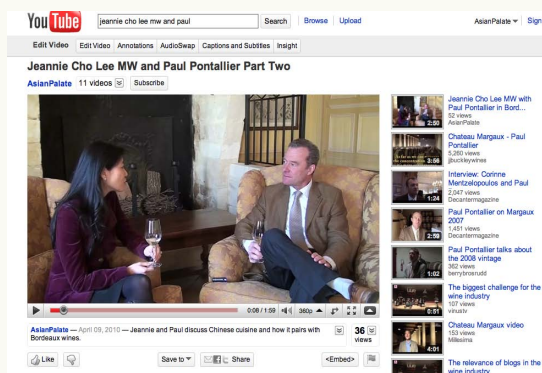 You Tube
jeannie cho lee mw and paul
Search Browse Upload
AsianPalate Sign
Edit Video Edit Video Annotations AudioSwap Captions and Subtitles Insight
Jeannie Cho Lee MW and Paul Pontallier Part Two
AsianPalate 11 videos Subscribe
0:08 / 1:59 360p
AsianPalate — April 09, 2010 — Jeannie and Paul discuss Chinese cuisine and how it pairs with
Bordeaux wines.
36
views
Like Save to Share <Embed>
2:50
Jeannie Cho Lee MW with
Paul Pontallier in Bord...
52 views
AsianPalate
3:56
Chateau Margaux - Paul
Pontallier
5,260 views
jjbuckleywines
1:24
Interview: Corinne
Mentzelopoulos and Paul
2,047 views
Decantermagazine
2:59
Paul Pontallier on Margaux
2007
1,451 views
Decantermagazine
1:02
Paul Pontallier talks about
the 2008 vintage
362 views
berrybrosrudd
0:51
The biggest challenge for the
wine industry
107 views
vinustv
4:01
Chateau Margaux video
153 views
Millesima
The relevance of blogs in the
wine industry